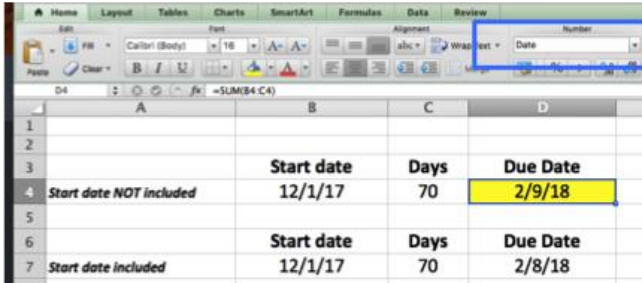 Home Layout Tables Charts SmartArt Formulas Data Review
Edit Font Alignment Number
Fill Calibri (Body) 16 A A abc Wrap Text Date
Paste Clear B I U A %
D4 fx =SUM(B4:C4)
A B C D
1
2
3 Start date Days Due Date
4 Start date NOT included 12/1/17 70 2/9/18
5
6 Start date Days Due Date
7 Start date included 12/1/17 70 2/8/18